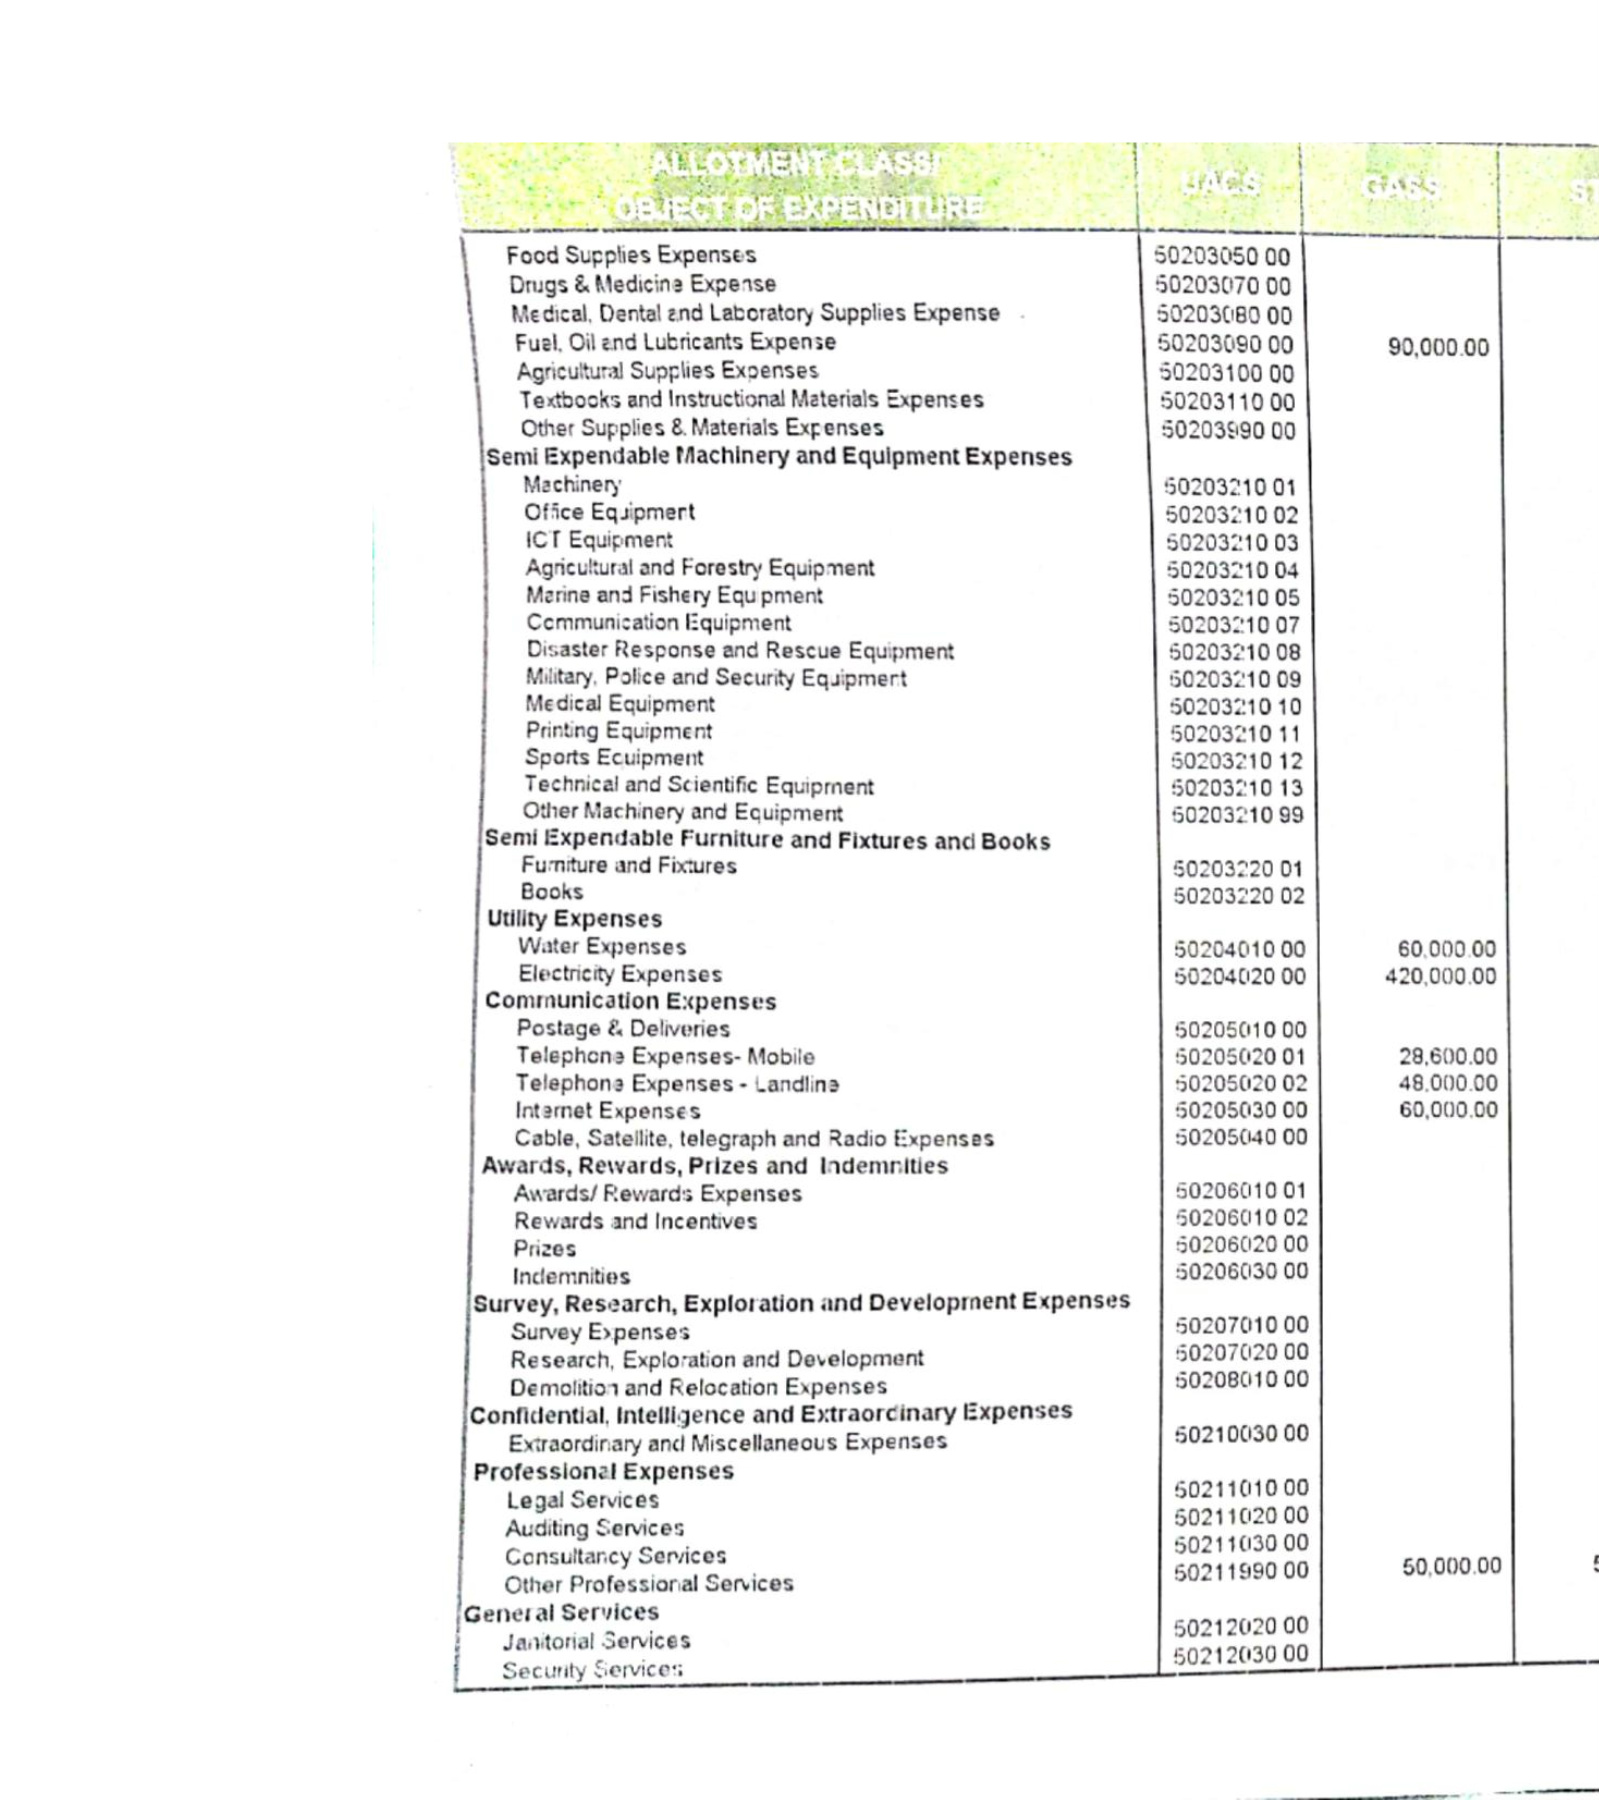 ALLOTMENT CLASS/
OBJECT OF EXPENDITURE
UACS
GASS
ST
Food Supplies Expenses 50203050 00
Drugs & Medicine Expense 50203070 00
Medical, Dental and Laboratory Supplies Expense 50203080 00
Fuel, Oil and Lubricants Expense 50203090 00 90,000.00
Agricultural Supplies Expenses 50203100 00
Textbooks and Instructional Materials Expenses 50203110 00
Other Supplies & Materials Expenses 50203990 00
Semi Expendable Machinery and Equipment Expenses
Machinery 50203210 01
Office Equipment 50203210 02
ICT Equipment 50203210 03
Agricultural and Forestry Equipment 50203210 04
Marine and Fishery Equipment 50203210 05
Communication Equipment 50203210 07
Disaster Response and Rescue Equipment 50203210 08
Military, Police and Security Equipment 50203210 09
Medical Equipment 50203210 10
Printing Equipment 50203210 11
Sports Equipment 50203210 12
Technical and Scientific Equipment 50203210 13
Other Machinery and Equipment 50203210 99
Semi Expendable Furniture and Fixtures and Books
Furniture and Fixtures 50203220 01
Books 50203220 02
Utility Expenses
Water Expenses 50204010 00 60,000.00
Electricity Expenses 50204020 00 420,000.00
Communication Expenses
Postage & Deliveries 50205010 00
Telephone Expenses- Mobile 50205020 01 28,600.00
Telephone Expenses - Landline 50205020 02 48,000.00
Internet Expenses 50205030 00 60,000.00
Cable, Satellite, telegraph and Radio Expenses 50205040 00
Awards, Rewards, Prizes and Indemnities
Awards/ Rewards Expenses 50206010 01
Rewards and Incentives 50206010 02
Prizes 50206020 00
Indemnities 50206030 00
Survey, Research, Exploration and Development Expenses
Survey Expenses 50207010 00
Research, Exploration and Development 50207020 00
Demolition and Relocation Expenses 50208010 00
Confidential, Intelligence and Extraordinary Expenses
Extraordinary and Miscellaneous Expenses 50210030 00
Professional Expenses
Legal Services 50211010 00
Auditing Services 50211020 00
Consultancy Services 50211030 00
Other Professional Services 50211990 00 50,000.00
General Services
Janitorial Services 50212020 00
Security Services 50212030 00